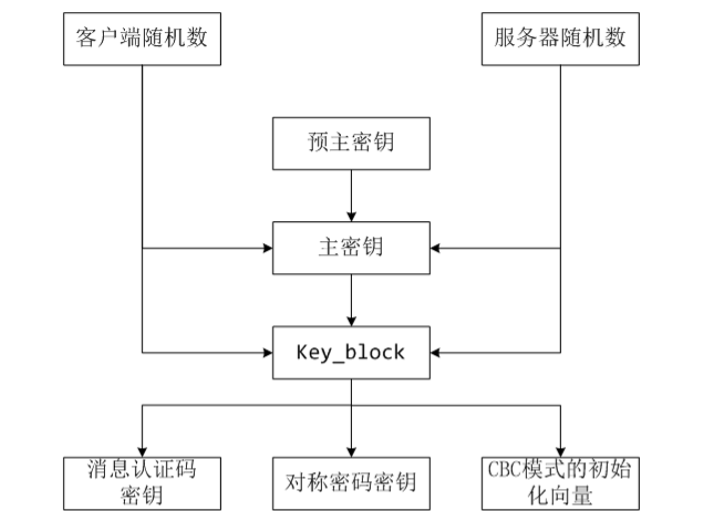 客户端随机数
服务器随机数
预主密钥
主密钥
Key_block
消息认证码
密钥
对称密码密钥
CBC模式的初始
化向量